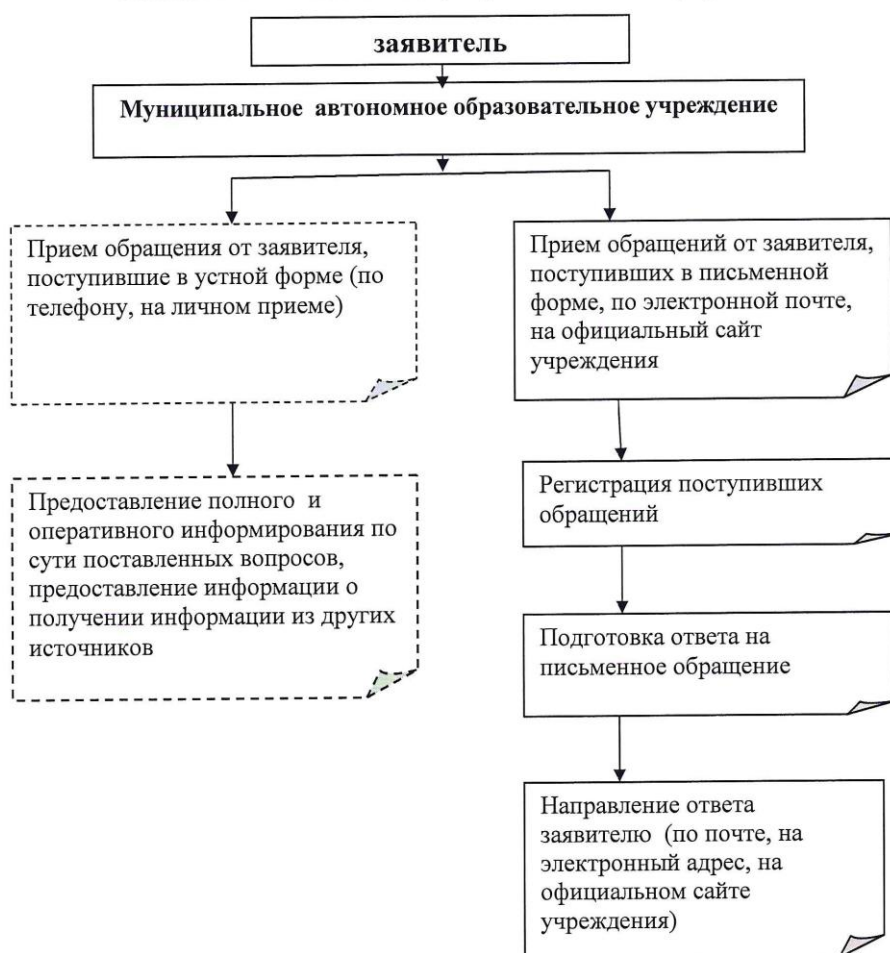 заявитель
Муниципальное автономное образовательное учреждение
Прием обращения от заявителя,
поступившие в устной форме (по
телефону, на личном приеме)
Прием обращений от заявителя,
поступивших в письменной
форме, по электронной почте,
на официальный сайт
учреждения
Предоставление полного и
оперативного информирования по
сути поставленных вопросов,
предоставление информации о
получении информации из других
источников
Регистрация поступивших
обращений
Подготовка ответа на
письменное обращение
Направление ответа
заявителю (по почте, на
электронный адрес, на
официальном сайте
учреждения)